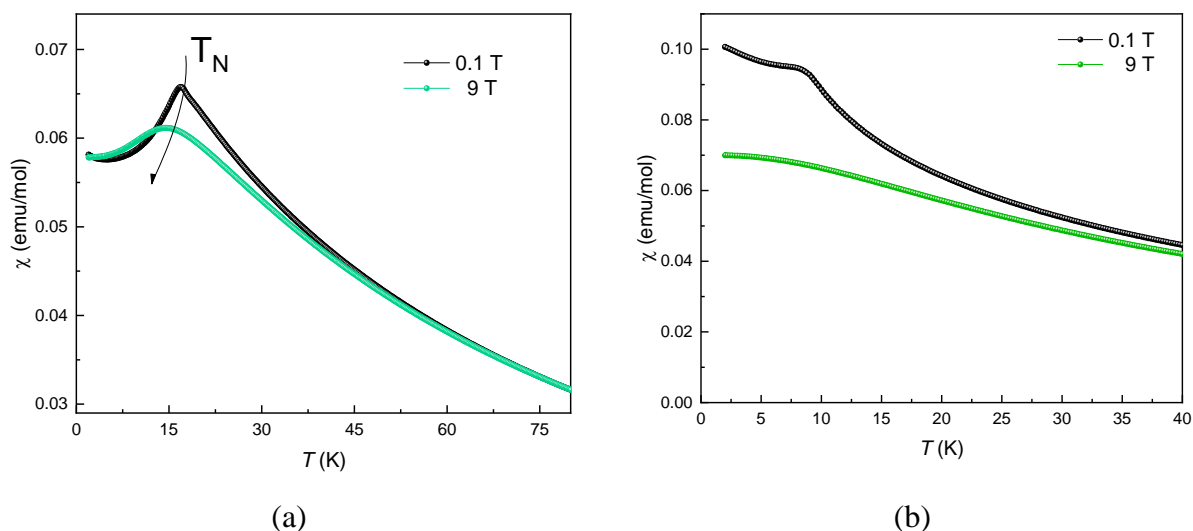 T_N
0.1 T
9 T
0.07
0.06
0.05
0.04
0.03
χ (emu/mol)
0 15 30 45 60 75
T (K)
(a)
0.1 T
9 T
0.10
0.08
0.06
0.04
0.02
0.00
χ (emu/mol)
0 5 10 15 20 25 30 35 40
T (K)
(b)